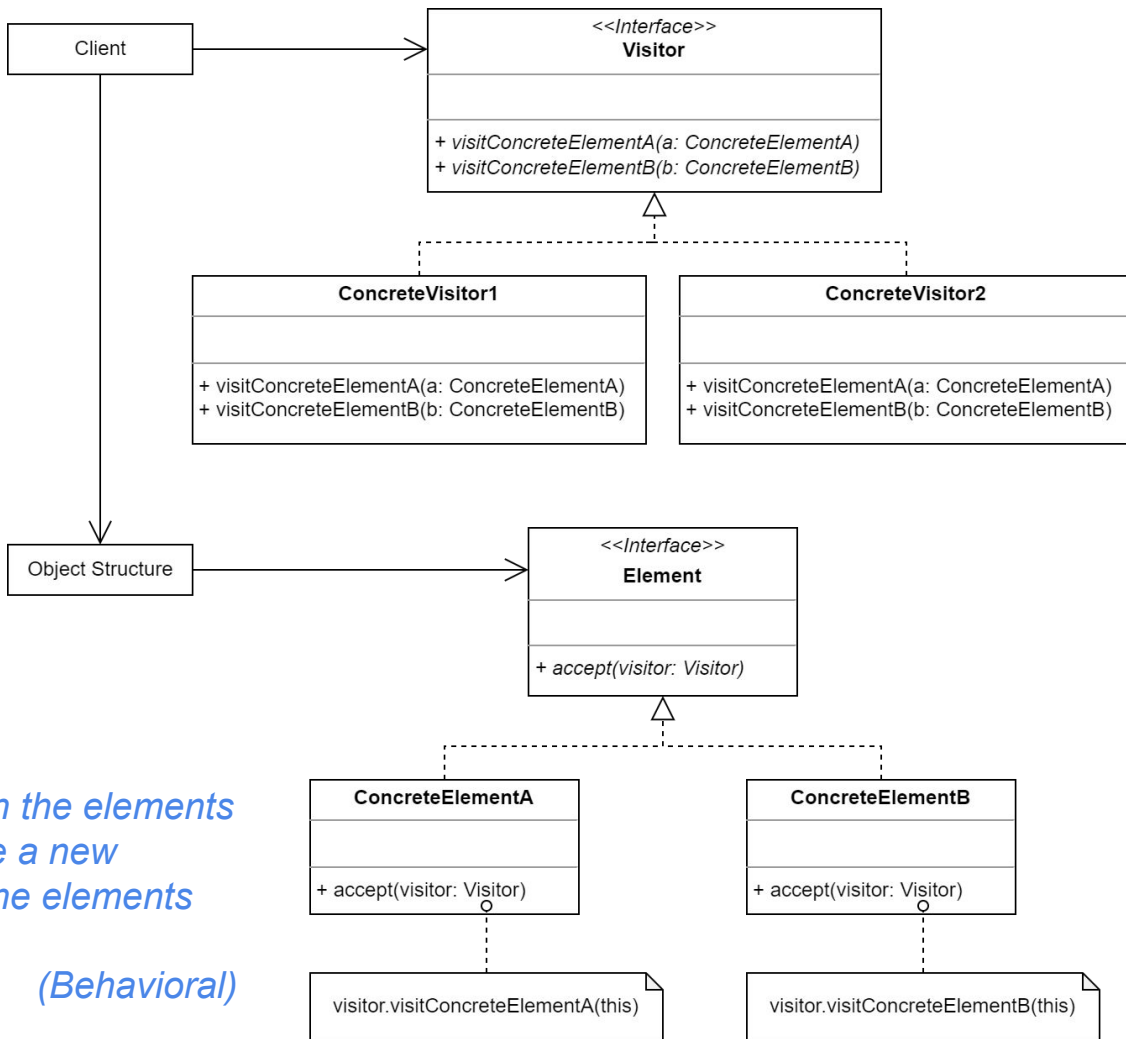 Client
<<Interface>>
Visitor
+ visitConcreteElementA(a: ConcreteElementA)
+ visitConcreteElementB(b: ConcreteElementB)
ConcreteVisitor1
+ visitConcreteElementA(a: ConcreteElementA)
+ visitConcreteElementB(b: ConcreteElementB)
ConcreteVisitor2
+ visitConcreteElementA(a: ConcreteElementA)
+ visitConcreteElementB(b: ConcreteElementB)
Object Structure
<<Interface>>
Element
+ accept(visitor: Visitor)
ConcreteElementA
+ accept(visitor: Visitor)
ConcreteElementB
+ accept(visitor: Visitor)
the elements
a new
elements
(Behavioral)
visitor.visitConcreteElementA(this)
visitor.visitConcreteElementB(this)